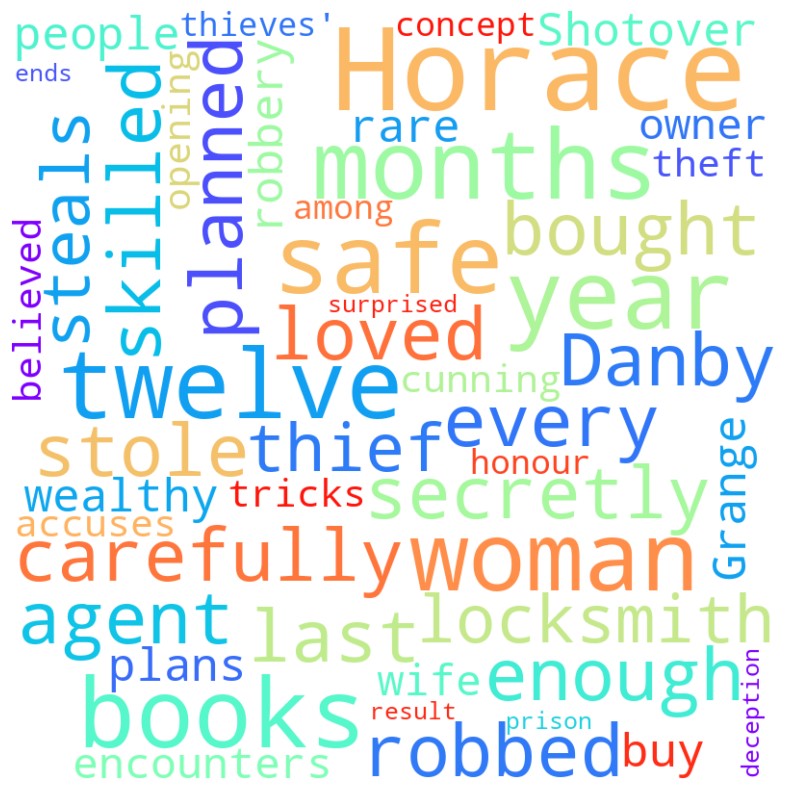 people
thieves'
concept
Shotover
ends
Horace
opening
planned
robbery
skilled
steals
rare
owner
months
theft
among
bought
believed
safe
year
surprised
loved
Danby
twelve
cunning
every
stole
thief
honour
Grange
wealthy
tricks
secretly
accuses
carefully
woman
agent
last
locksmith
plans
wife
enough
deception
books
result
prison
robbed
buy
encounters